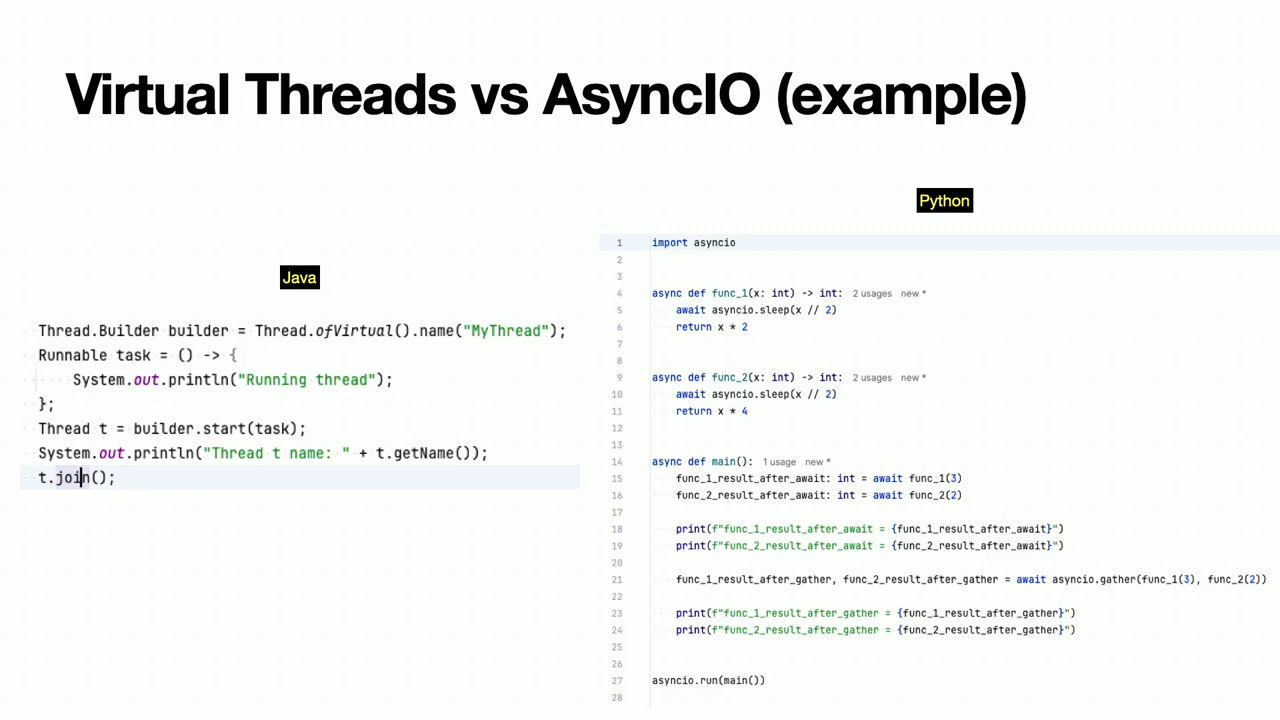 Virtual Threads vs AsyncIO (example)
Java
Thread.Builder builder = Thread.ofVirtual().name("MyThread");
Runnable task = () -> {
System.out.println("Running thread");
};
Thread t = builder.start(task);
System.out.println("Thread t name: " + t.getName());
t.join();
Python
1 import asyncio
2
3
4 async def func_1(x: int) -> int: 2 usages new *
5 await asyncio.sleep(x // 2)
6 return x * 2
7
8
9 async def func_2(x: int) -> int: 2 usages new *
10 await asyncio.sleep(x // 2)
11 return x * 4
12
13
14 async def main(): 1 usage new *
15 func_1_result_after_await: int = await func_1(3)
16 func_2_result_after_await: int = await func_2(2)
17
18 print(f"func_1_result_after_await = {func_1_result_after_await}")
19 print(f"func_2_result_after_await = {func_2_result_after_await}")
20
21 func_1_result_after_gather, func_2_result_after_gather = await asyncio.gather(func_1(3), func_2(2))
22
23 print(f"func_1_result_after_gather = {func_1_result_after_gather}")
24 print(f"func_2_result_after_gather = {func_2_result_after_gather}")
25
26
27 asyncio.run(main())
28